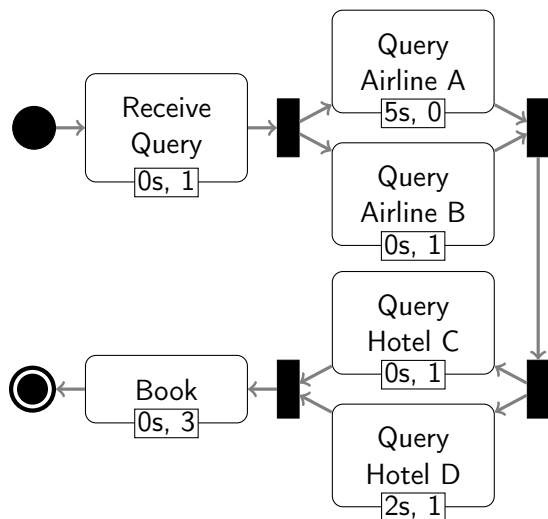 Receive
Query
0s, 1
Query
Airline A
5s, 0
Query
Airline B
0s, 1
Query
Hotel C
0s, 1
Query
Hotel D
2s, 1
Book
0s, 3